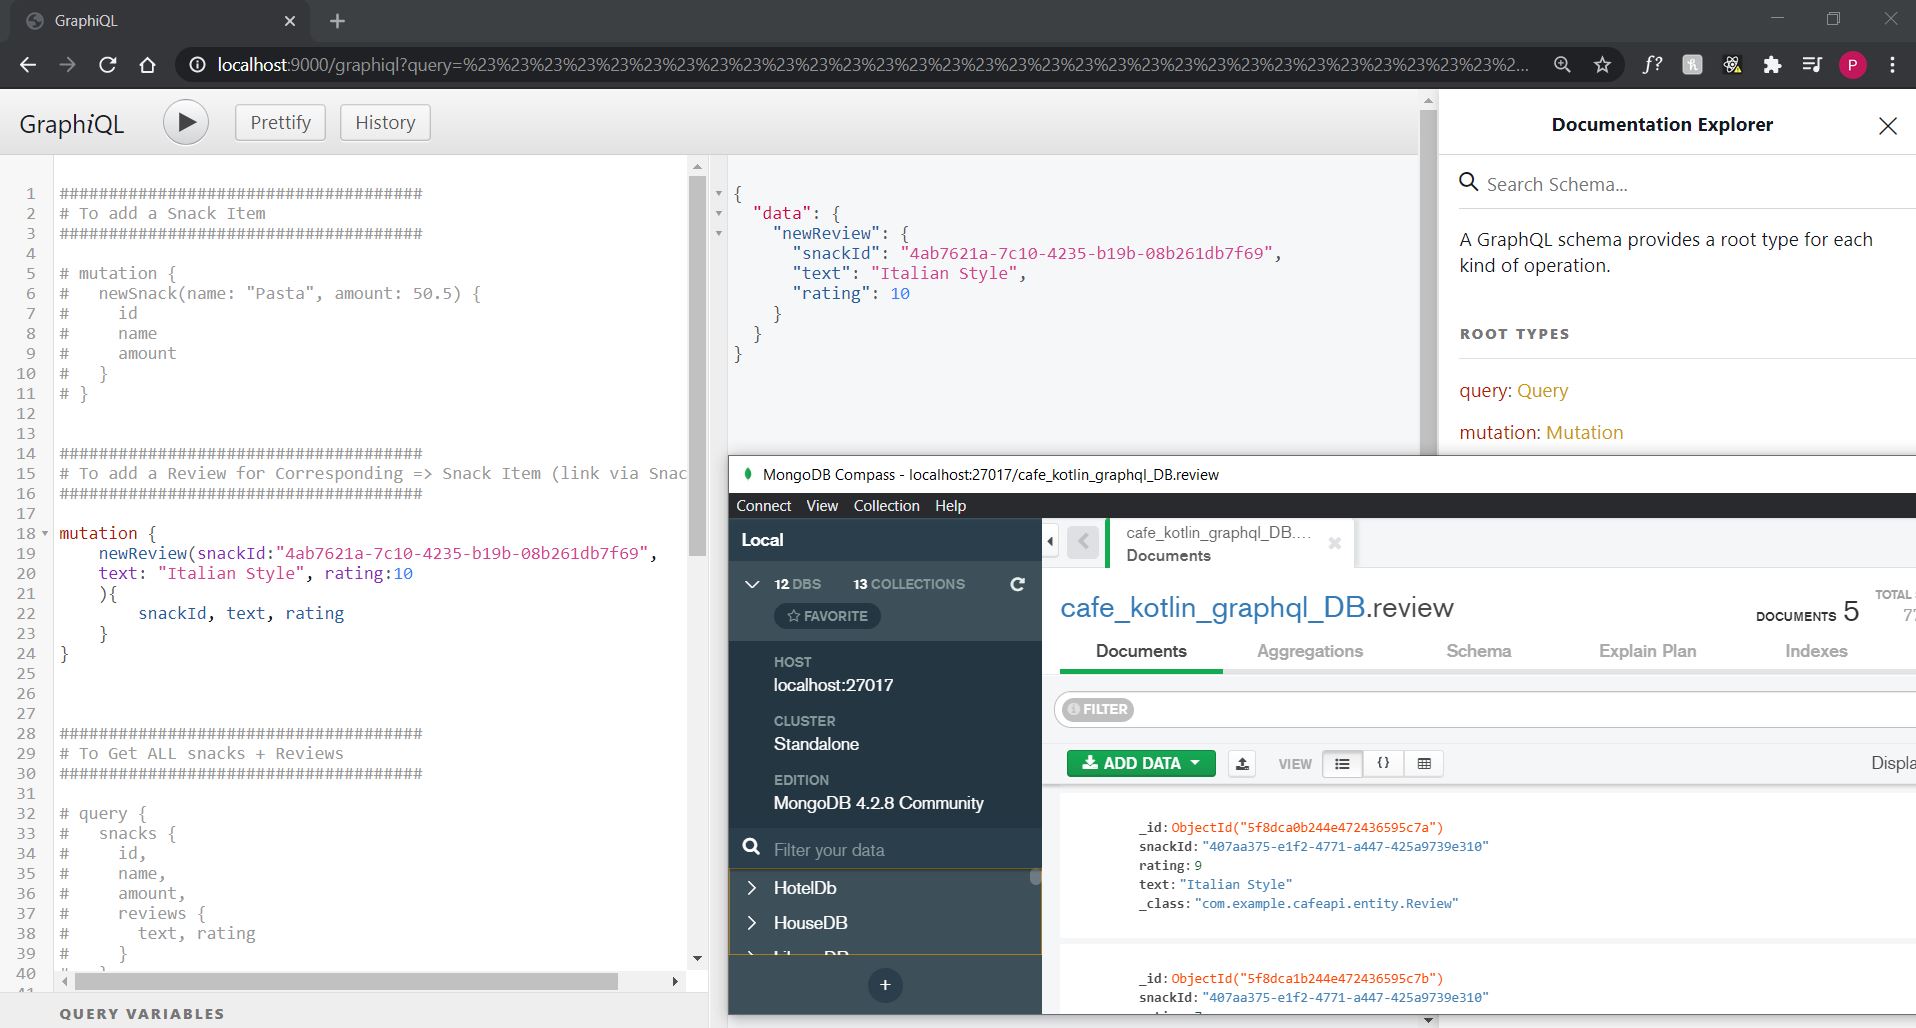 GraphiQL
localhost:9000/graphiql?query=%23%23%23%23%23%23%23%23%23%23%23%23%23%23%23%23%23%23%23%23%23%23%23%23%23%23%23%23%23%23%23%2...
f?
P
GraphiQL
Prettify
History
1 #####################################
2 # To add a Snack Item
3 #####################################
4
5 # mutation {
6 #   newSnack(name: "Pasta", amount: 50.5) {
7 #     id
8 #     name
9 #     amount
10 #   }
11 # }
12
13
14 #####################################
15 # To add a Review for Corresponding => Snack Item (link via Snac
16 #####################################
17
18 mutation {
19     newReview(snackId:"4ab7621a-7c10-4235-b19b-08b261db7f69",
20     text: "Italian Style", rating:10
21     ){
22         snackId, text, rating
23     }
24 }
25
26
27
28 #####################################
29 # To Get ALL snacks + Reviews
30 #####################################
31
32 # query {
33 #   snacks {
34 #     id,
35 #     name,
36 #     amount,
37 #     reviews {
38 #       text, rating
39 #     }
40 #   }
QUERY VARIABLES
{
  "data": {
    "newReview": {
      "snackId": "4ab7621a-7c10-4235-b19b-08b261db7f69",
      "text": "Italian Style",
      "rating": 10
    }
  }
}
Documentation Explorer
Search Schema...
A GraphQL schema provides a root type for each
kind of operation.
ROOT TYPES
query: Query
mutation: Mutation
MongoDB Compass - localhost:27017/cafe_kotlin_graphql_DB.review
Connect View Collection Help
Local
12 DBS 13 COLLECTIONS
FAVORITE
HOST
localhost:27017
CLUSTER
Standalone
EDITION
MongoDB 4.2.8 Community
Filter your data
HotelDb
HouseDB
+
cafe_kotlin_graphql_DB....
Documents
cafe_kotlin_graphql_DB.review
DOCUMENTS 5
TOTAL
Documents Aggregations Schema Explain Plan Indexes
FILTER
ADD DATA
VIEW
{}
Displa
_id: ObjectId("5f8dca0b244e472436595c7a")
snackId: "407aa375-e1f2-4771-a447-425a9739e310"
rating: 9
text: "Italian Style"
_class: "com.example.cafeapi.entity.Review"
_id: ObjectId("5f8dca1b244e472436595c7b")
snackId: "407aa375-e1f2-4771-a447-425a9739e310"